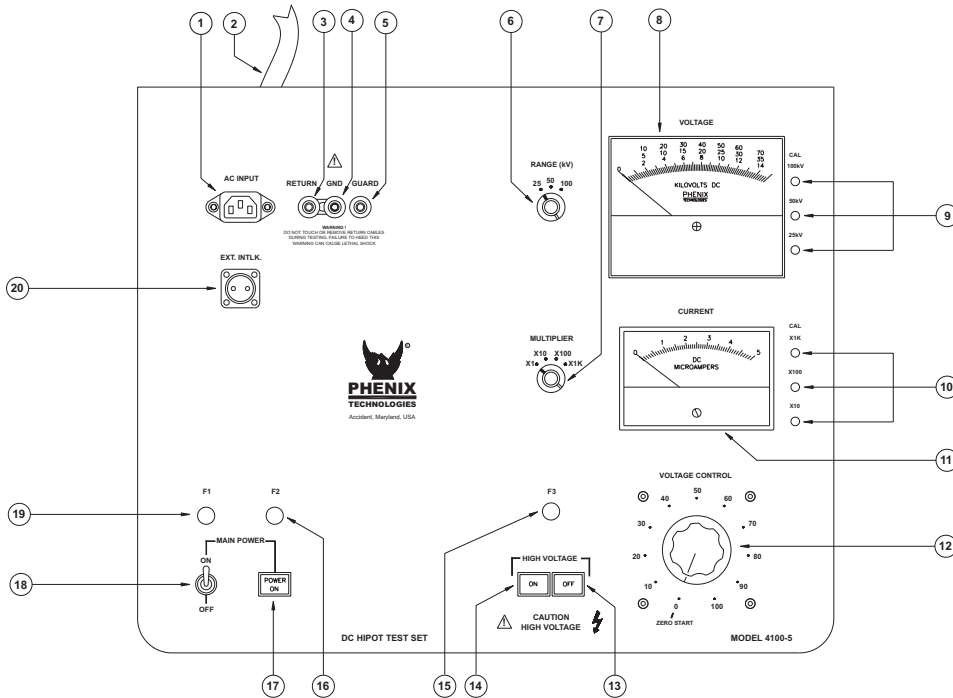 1 2 3 4 5 6 7 8
VOLTAGE
10 20 30 40 50 60 70
5 10 15 20 25 30 35
2 4 6 8 10 12 14
0
KILOVOLTS DC
PHENIX
TECHNOLOGIES
CAL
100kV
50kV
25kV
9
AC INPUT
RETURN GND GUARD
WARNING !
DO NOT TOUCH OR REMOVE RETURN CABLES
DURING TESTING. FAILURE TO HEED THIS
WARNING CAN CAUSE LETHAL SHOCK
RANGE (kV)
25 50 100
EXT. INTLK.
20
CURRENT
0 1 2 3 4 5
DC
MICROAMPERS
CAL
X1K
X100
X10
10
11
MULTIPLIER
X1 X10 X100 X1K
PHENIX
TECHNOLOGIES
Accident, Maryland, USA
VOLTAGE CONTROL
0 10 20 30 40 50 60 70 80 90 100
ZERO START
12
F1 F2 F3
19
MAIN POWER
ON
OFF
POWER
ON
18
HIGH VOLTAGE
ON OFF
CAUTION
HIGH VOLTAGE
DC HIPOT TEST SET
MODEL 4100-5
17 16 15 14 13